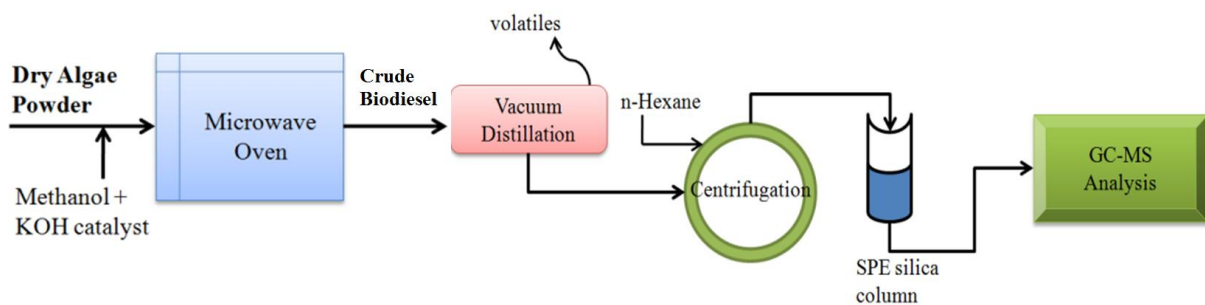 Dry Algae
Powder
Methanol +
KOH catalyst
Microwave
Oven
Crude
Biodiesel
volatiles
Vacuum
Distillation
n-Hexane
Centrifugation
SPE silica
column
GC-MS
Analysis